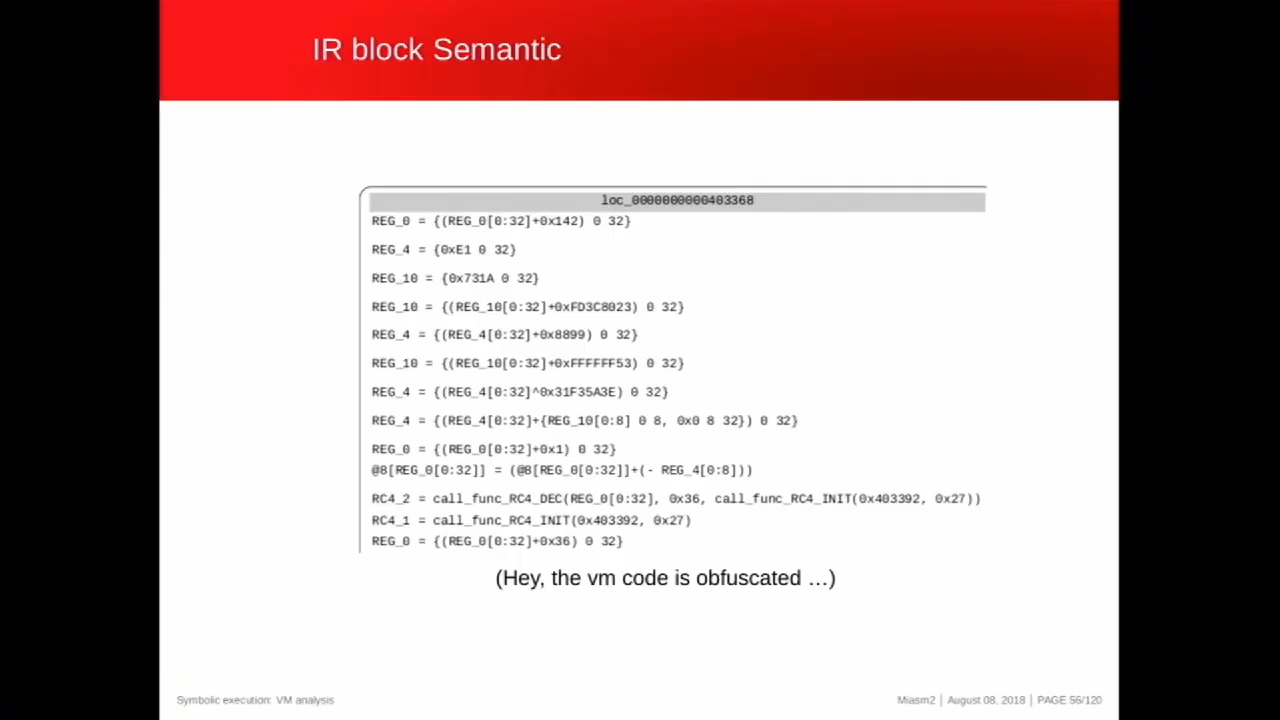 IR block Semantic
loc_0000000000403368
REG_0 = {(REG_0[0:32]+0x142) 0 32}
REG_4 = {0xE1 0 32}
REG_10 = {0x731A 0 32}
REG_10 = {(REG_10[0:32]+0xFD3C8023) 0 32}
REG_4 = {(REG_4[0:32]+0x8899) 0 32}
REG_10 = {(REG_10[0:32]+0xFFFFFF53) 0 32}
REG_4 = {(REG_4[0:32]^0x31F35A3E) 0 32}
REG_4 = {(REG_4[0:32]+{REG_10[0:8] 0 8, 0x0 8 32}) 0 32}
REG_0 = {(REG_0[0:32]+0x1) 0 32}
@8[REG_0[0:32]] = (@8[REG_0[0:32]]+(- REG_4[0:8]))
RC4_2 = call_func_RC4_DEC(REG_0[0:32], 0x36, call_func_RC4_INIT(0x403392, 0x27))
RC4_1 = call_func_RC4_INIT(0x403392, 0x27)
REG_0 = {(REG_0[0:32]+0x36) 0 32}
(Hey, the vm code is obfuscated …)
Symbolic execution: VM analysis
Miasm2 | August 08, 2018 | PAGE 56/120